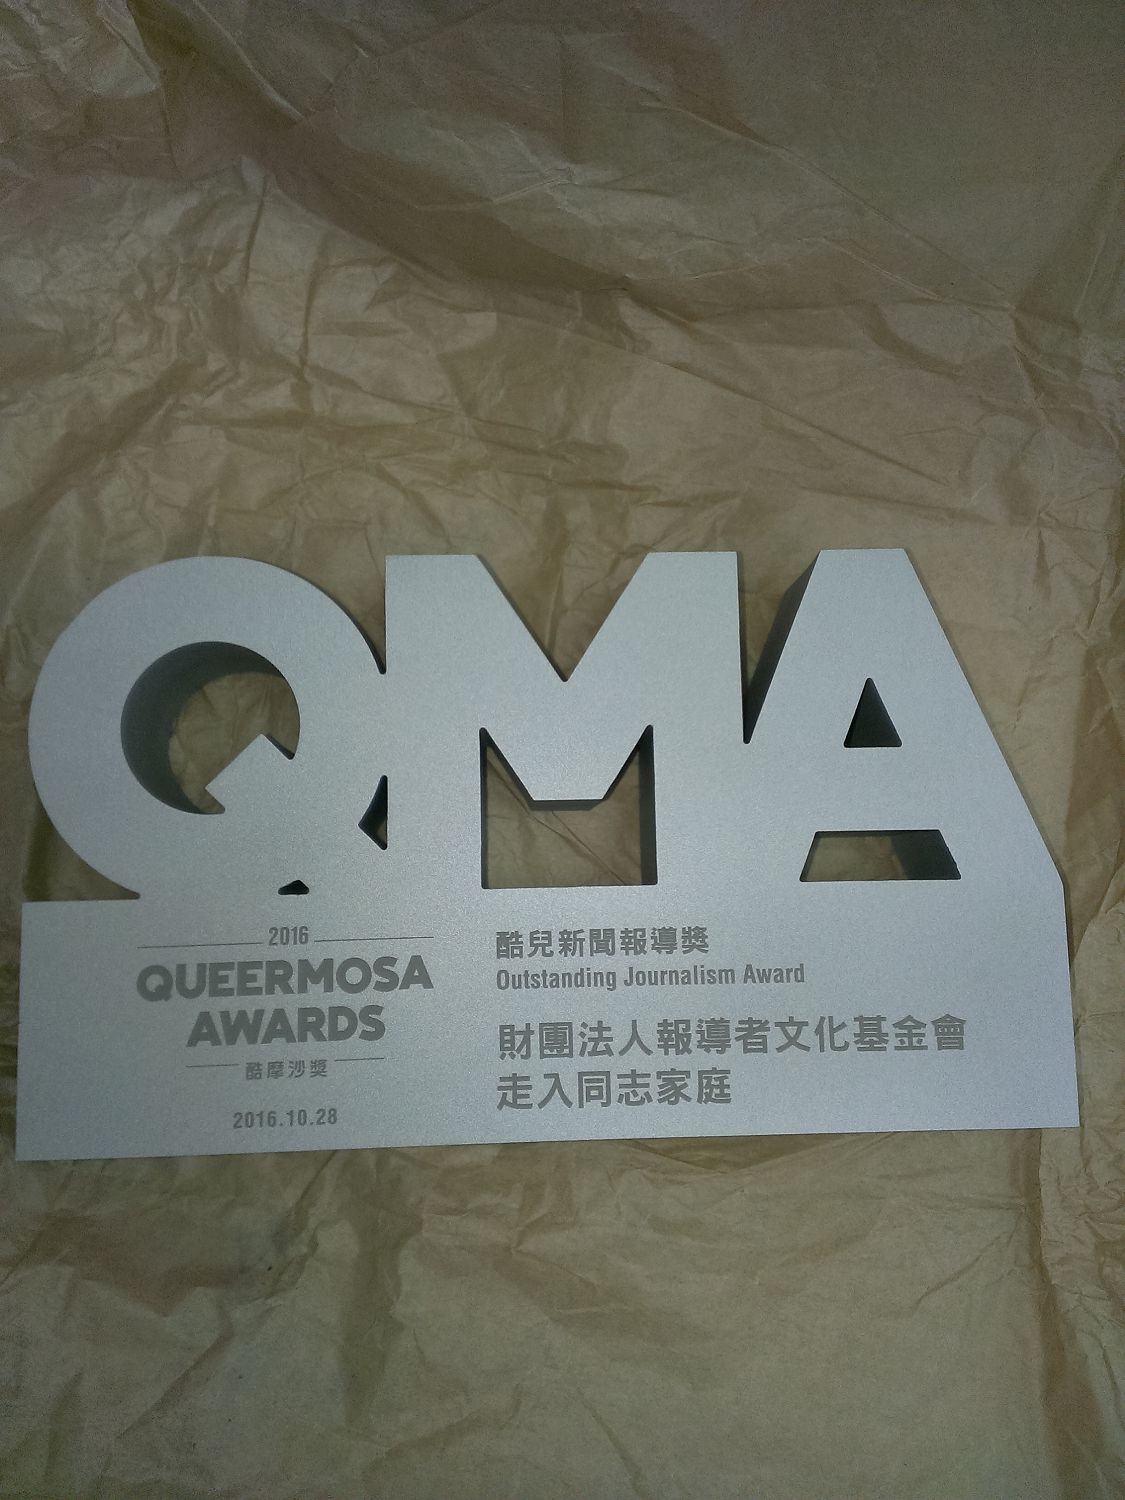 QMA
2016
QUEERMOSA
AWARDS
酷摩沙獎
2016.10.28
酷兒新聞報導獎
Outstanding Journalism Award
財團法人報導者文化基金會
走入同志家庭